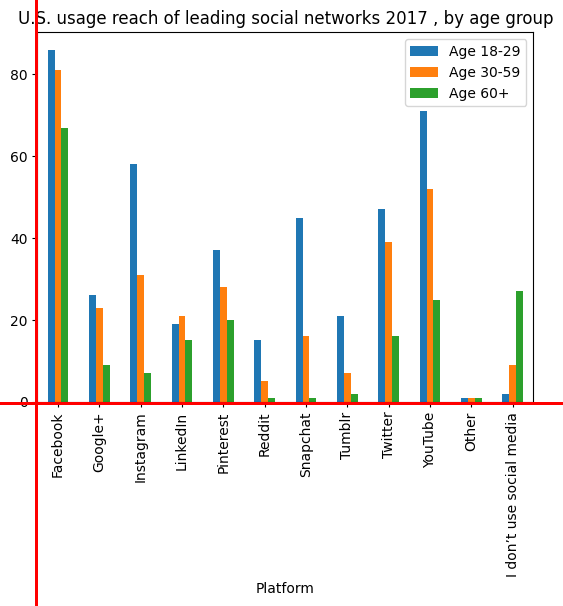 U.S. usage reach of leading social networks 2017 , by age group
Age 18-29
Age 30-59
Age 60+
80
60
40
20
0
Facebook
Google+
Instagram
LinkedIn
Pinterest
Reddit
Snapchat
Tumblr
Twitter
YouTube
Other
I don’t use social media
Platform